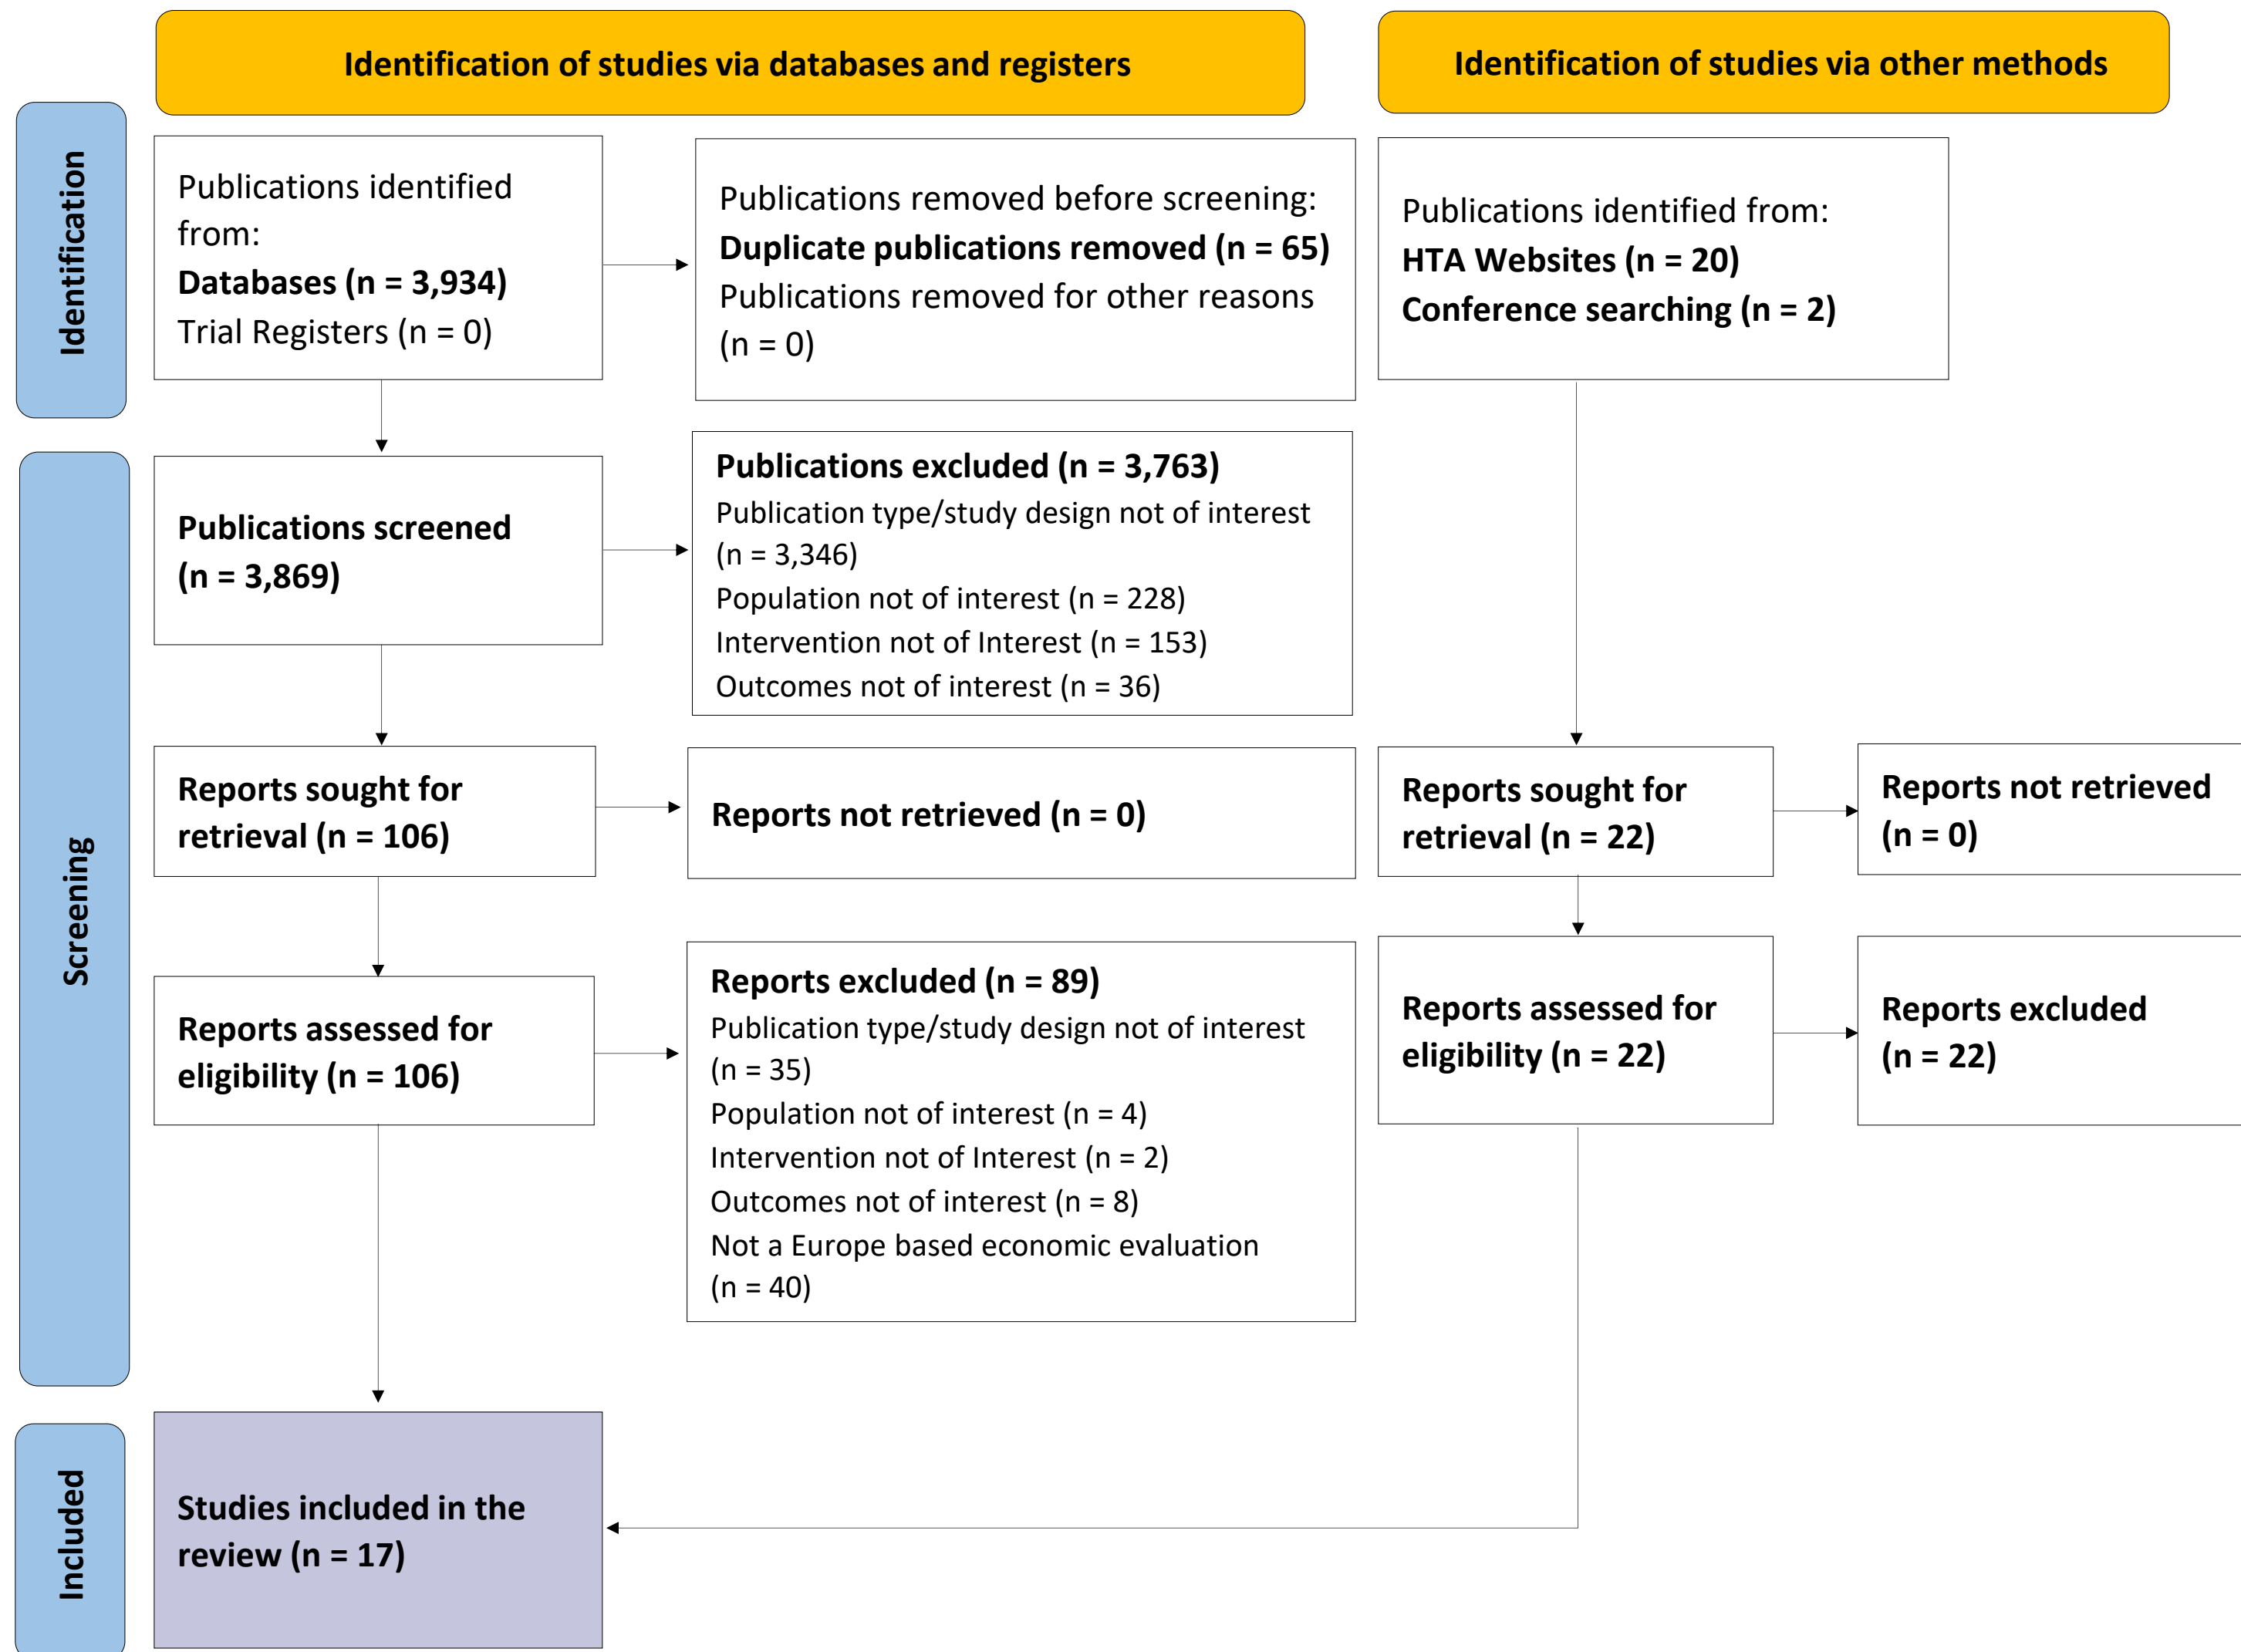 Identification of studies via databases and registers
Identification of studies via other methods
Identification
Publications identified
from:
Databases (n = 3,934)
Trial Registers (n = 0)
Publications removed before screening:
Duplicate publications removed (n = 65)
Publications removed for other reasons
(n = 0)
Publications identified from:
HTA Websites (n = 20)
Conference searching (n = 2)
Screening
Publications screened
(n = 3,869)
Publications excluded (n = 3,763)
Publication type/study design not of interest
(n = 3,346)
Population not of interest (n = 228)
Intervention not of Interest (n = 153)
Outcomes not of interest (n = 36)
Reports sought for
retrieval (n = 106)
Reports not retrieved (n = 0)
Reports sought for
retrieval (n = 22)
Reports not retrieved
(n = 0)
Reports assessed for
eligibility (n = 106)
Reports excluded (n = 89)
Publication type/study design not of interest
(n = 35)
Population not of interest (n = 4)
Intervention not of Interest (n = 2)
Outcomes not of interest (n = 8)
Not a Europe based economic evaluation
(n = 40)
Reports assessed for
eligibility (n = 22)
Reports excluded
(n = 22)
Included
Studies included in the
review (n = 17)